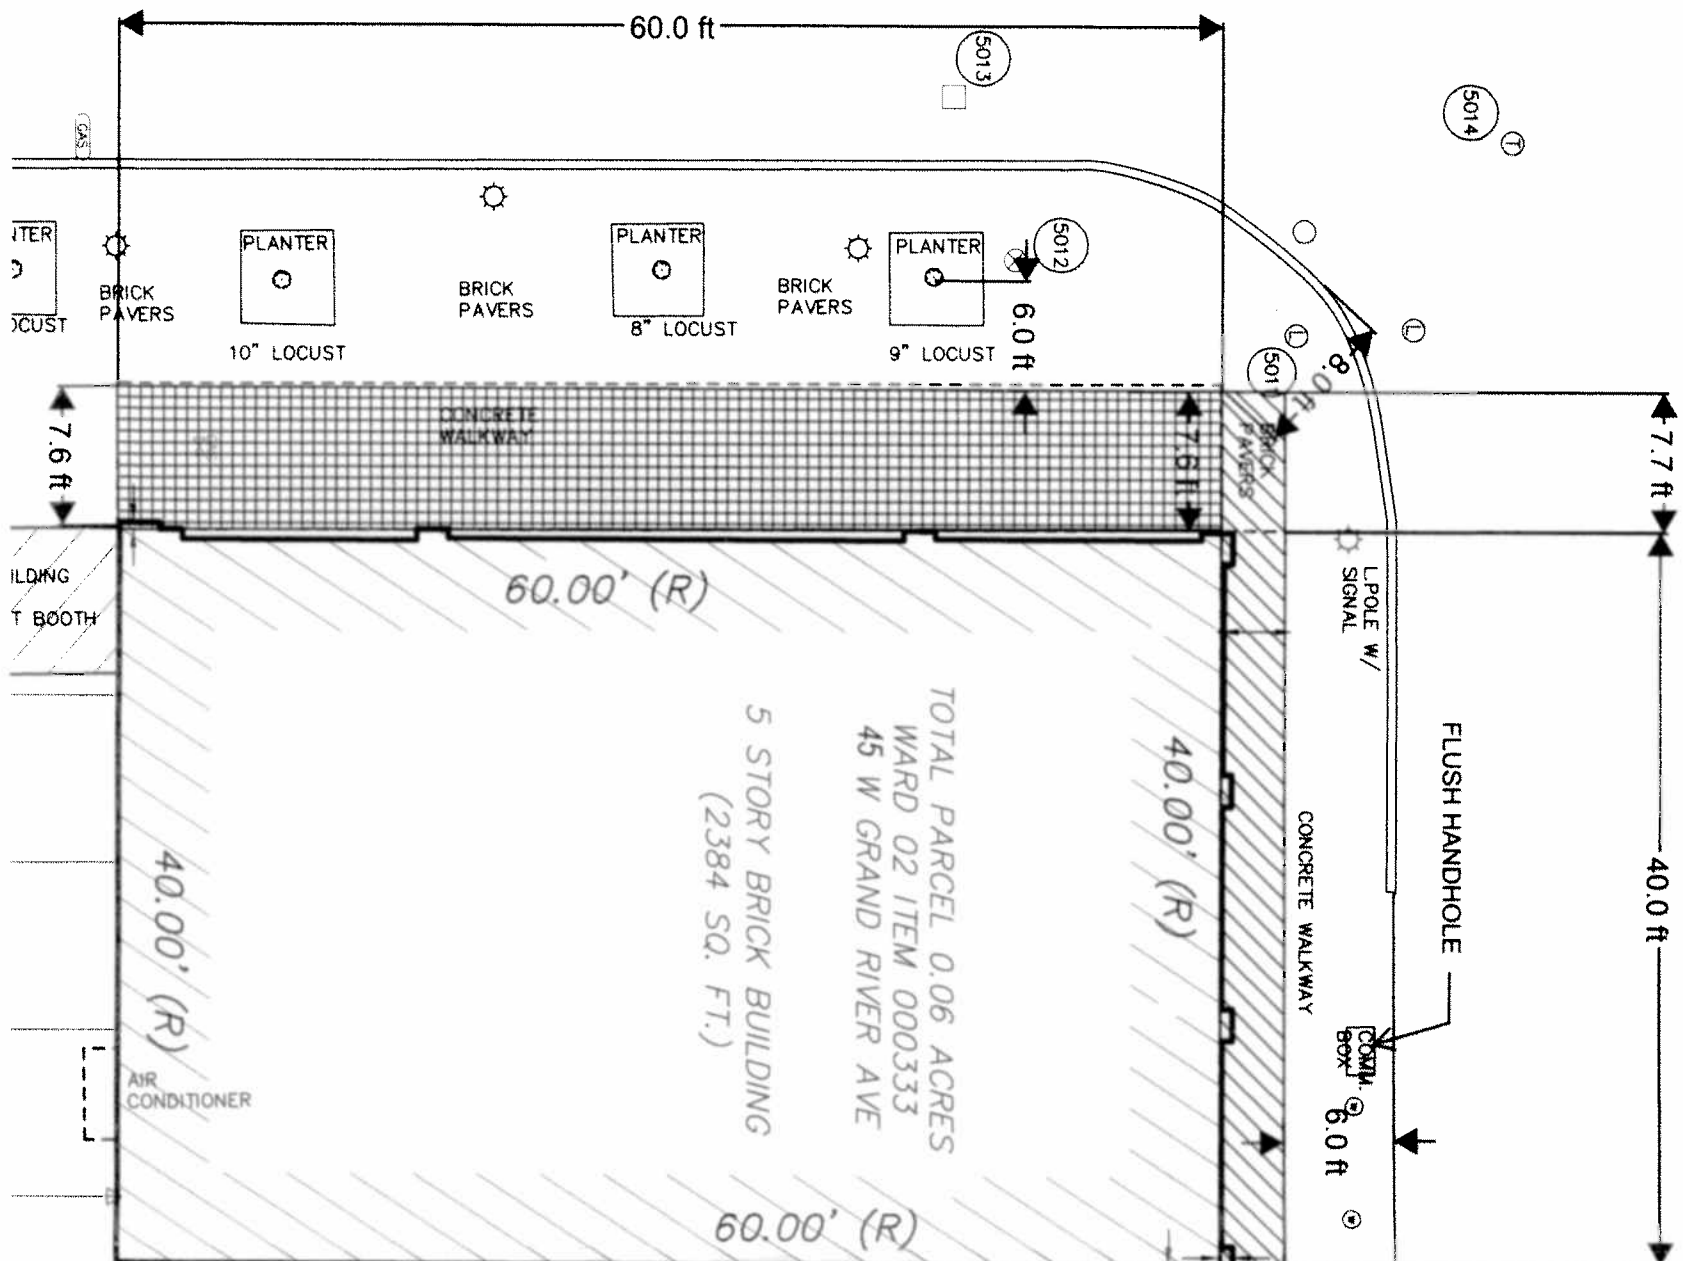 60.0 ft
5013
5014
T
GAS
PLANTER
PLANTER
PLANTER
5012
BRICK
PAVERS
BRICK
PAVERS
BRICK
PAVERS
10" LOCUST
8" LOCUST
9" LOCUST
6.0 ft
L
L
8.0 ft
7.6 ft
CONCRETE
WALKWAY
7.6 ft
BRICK
PAVERS
7.7 ft
60.00' (R)
L.POLE W/
SIGNAL
T BOOTH
TOTAL PARCEL 0.06 ACRES
WARD 02 ITEM 000333
45 W GRAND RIVER AVE
5 STORY BRICK BUILDING
(2384 SQ. FT.)
40.00' (R)
40.00' (R)
CONCRETE WALKWAY
FLUSH HANDHOLE
40.0 ft
COMM.
BOX
AIR
CONDITIONER
6.0 ft
60.00' (R)